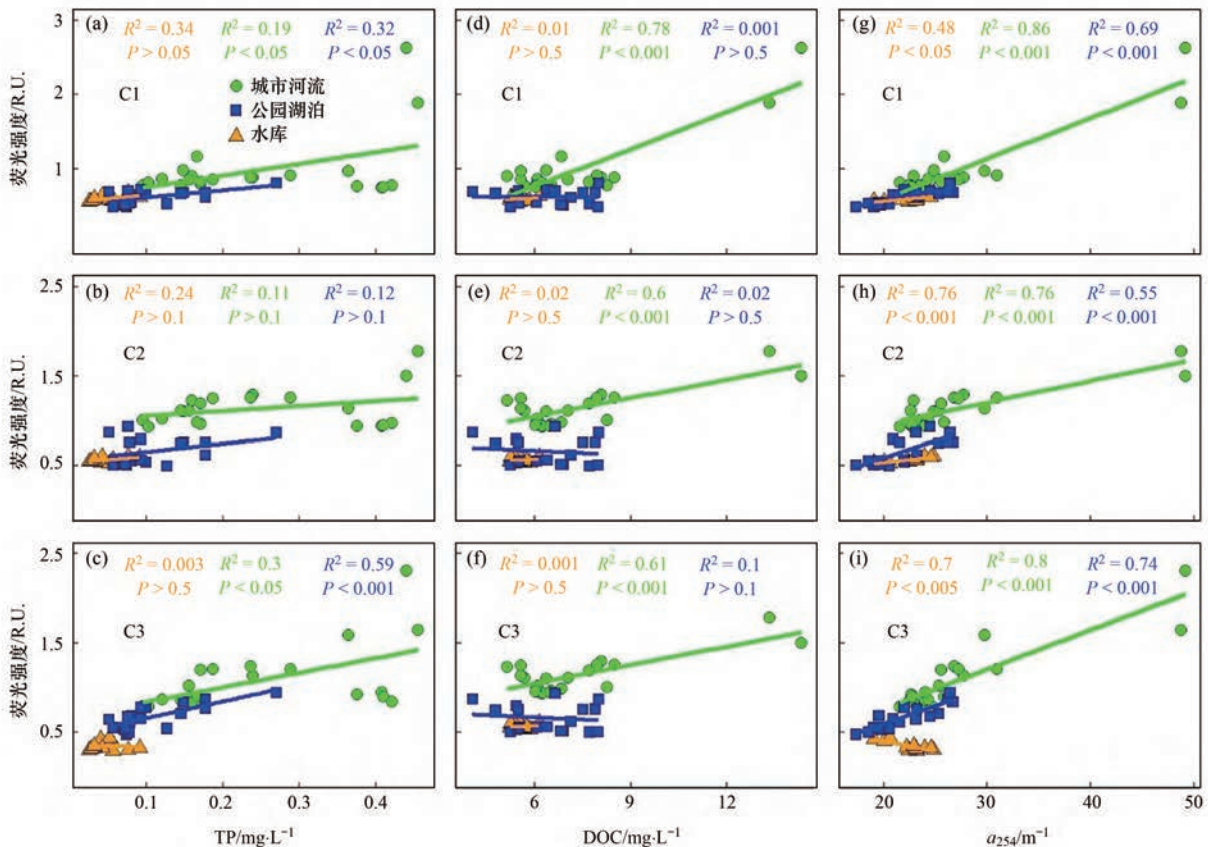 (a) R² = 0.34 R² = 0.19 R² = 0.32
P > 0.05 P < 0.05 P < 0.05
C1
城市河流
公园湖泊
水库
荧光强度/R.U.
3
2
1
(d) R² = 0.01 R² = 0.78 R² = 0.001
P > 0.5 P < 0.001 P > 0.5
C1
(g) R² = 0.48 R² = 0.86 R² = 0.69
P < 0.05 P < 0.001 P < 0.001
C1
(b) R² = 0.24 R² = 0.11 R² = 0.12
P > 0.1 P > 0.1 P > 0.1
C2
荧光强度/R.U.
2.5
1.5
0.5
(e) R² = 0.02 R² = 0.6 R² = 0.02
P > 0.5 P < 0.001 P > 0.5
C2
(h) R² = 0.76 R² = 0.76 R² = 0.55
P < 0.001 P < 0.001 P < 0.001
C2
(c) R² = 0.003 R² = 0.3 R² = 0.59
P > 0.5 P < 0.05 P < 0.001
C3
荧光强度/R.U.
2.5
1.5
0.5
0.1 0.2 0.3 0.4
TP/mg·L⁻¹
(f) R² = 0.001 R² = 0.61 R² = 0.1
P > 0.5 P < 0.001 P > 0.1
C3
6 9 12
DOC/mg·L⁻¹
(i) R² = 0.7 R² = 0.8 R² = 0.74
P < 0.005 P < 0.001 P < 0.001
C3
20 30 40 50
a₂₅₄/m⁻¹